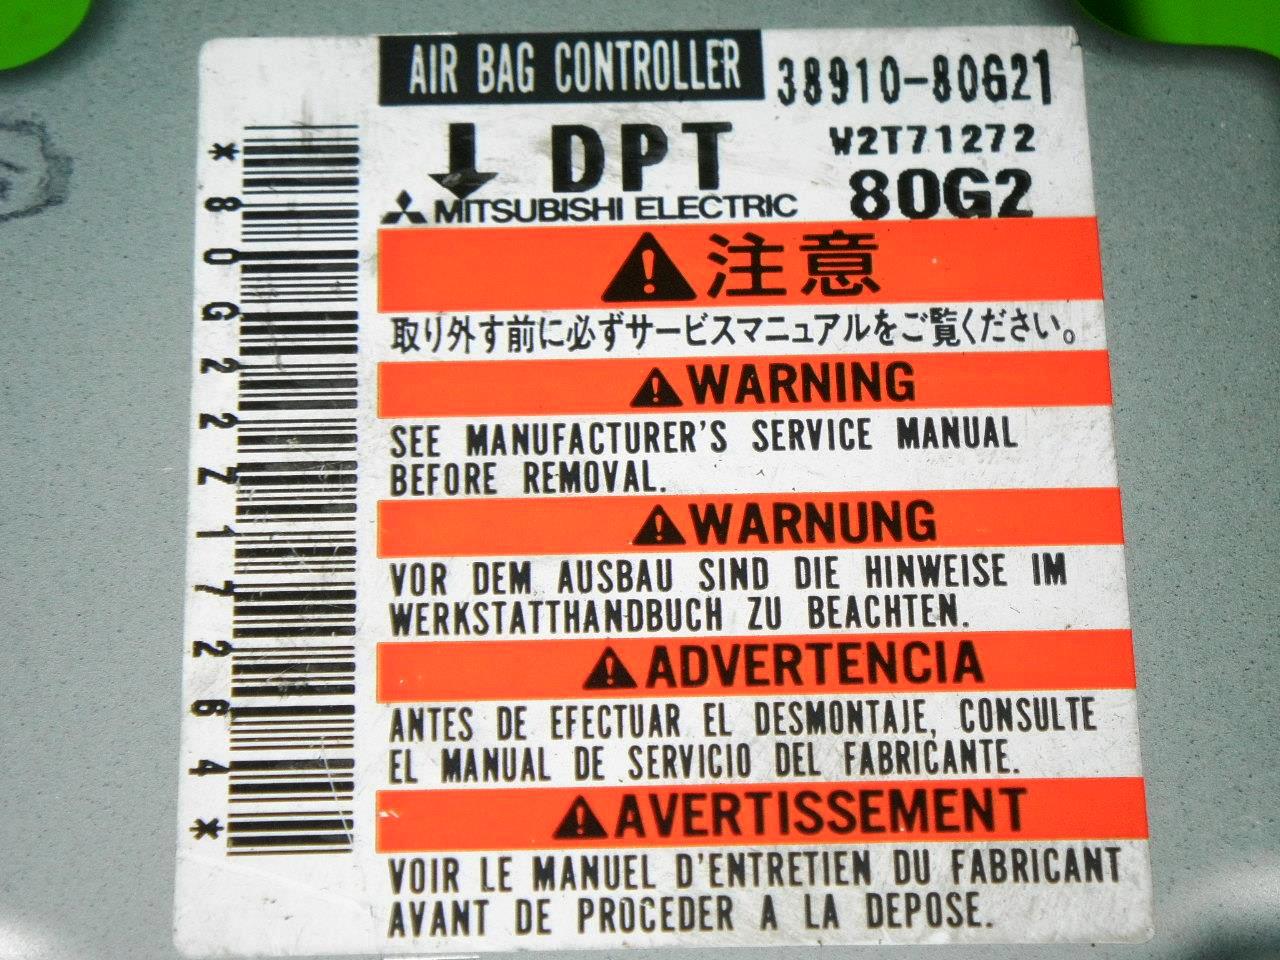 AIR BAG CONTROLLER 38910-80G21
DPT W2T71272
MITSUBISHI ELECTRIC 80G2
注意
取り外す前に必ずサービスマニュアルをご覧ください。
WARNING
SEE MANUFACTURER'S SERVICE MANUAL
BEFORE REMOVAL.
WARNUNG
VOR DEM AUSBAU SIND DIE HINWEISE IM
WERKSTATTHANDBUCH ZU BEACHTEN.
ADVERTENCIA
ANTES DE EFECTUAR EL DESMONTAJE, CONSULTE
EL MANUAL DE SERVICIO DEL FABRICANTE.
AVERTISSEMENT
VOIR LE MANUEL D'ENTRETIEN DU FABRICANT
AVANT DE PROCEDER A LA DEPOSE.
*80G22Z17264*